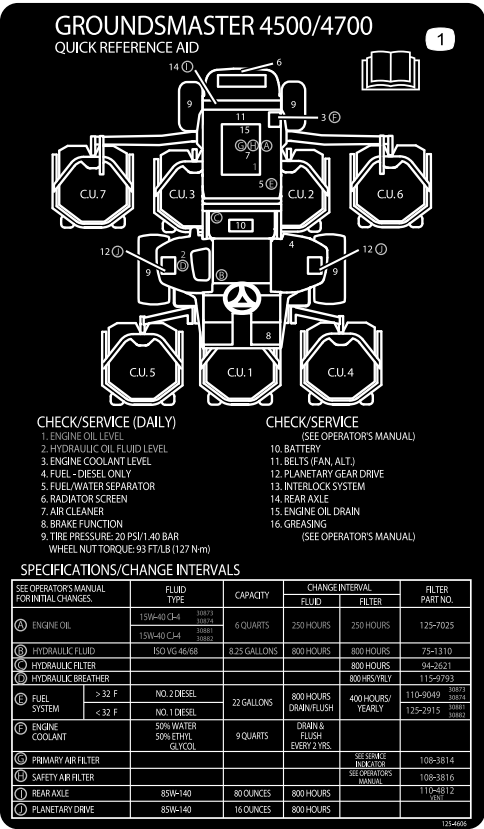 GROUNDSMASTER 4500/4700
QUICK REFERENCE AID
1
6
14 I
9
9
11
3 F
15
G H A
7
1
5 E
C.U.7
C.U.3
C.U.2
C.U.6
C
10
12 J
2
D
9
B
4
9
12 J
8
C.U.5
C.U.1
C.U.4
CHECK/SERVICE (DAILY)
1. ENGINE OIL LEVEL
2. HYDRAULIC OIL FLUID LEVEL
3. ENGINE COOLANT LEVEL
4. FUEL - DIESEL ONLY
5. FUEL/WATER SEPARATOR
6. RADIATOR SCREEN
7. AIR CLEANER
8. BRAKE FUNCTION
9. TIRE PRESSURE: 20 PSI/1.40 BAR
WHEEL NUT TORQUE: 93 FT/LB (127 N·m)
CHECK/SERVICE
(SEE OPERATOR'S MANUAL)
10. BATTERY
11. BELTS (FAN, ALT.)
12. PLANETARY GEAR DRIVE
13. INTERLOCK SYSTEM
14. REAR AXLE
15. ENGINE OIL DRAIN
16. GREASING
(SEE OPERATOR'S MANUAL)
SPECIFICATIONS/CHANGE INTERVALS
SEE OPERATOR'S MANUAL FOR INITIAL CHANGES. FLUID TYPE CAPACITY CHANGE INTERVAL FLUID FILTER FILTER PART NO.
A ENGINE OIL 15W-40 CI-4 30873 30874 15W-40 CJ-4 30881 30882 6 QUARTS 250 HOURS 250 HOURS 125-7025
B HYDRAULIC FLUID ISO VG 46/68 8.25 GALLONS 800 HOURS 800 HOURS 75-1310
C HYDRAULIC FILTER 800 HOURS 94-2621
D HYDRAULIC BREATHER 800 HRS/YRLY 115-9793
E FUEL SYSTEM > 32 F NO. 2 DIESEL < 32 F NO. 1 DIESEL 22 GALLONS 800 HOURS DRAIN/FLUSH 400 HOURS/ YEARLY 110-9049 30873 30874 125-2915 30881 30882
F ENGINE COOLANT 50% WATER 50% ETHYL GLYCOL 9 QUARTS DRAIN & FLUSH EVERY 2 YRS.
G PRIMARY AIR FILTER SEE SERVICE INDICATOR 108-3814
H SAFETY AIR FILTER SEE OPERATOR'S MANUAL 108-3816
I REAR AXLE 85W-140 80 OUNCES 800 HOURS 110-4812 VENT
J PLANETARY DRIVE 85W-140 16 OUNCES 800 HOURS
125-4606